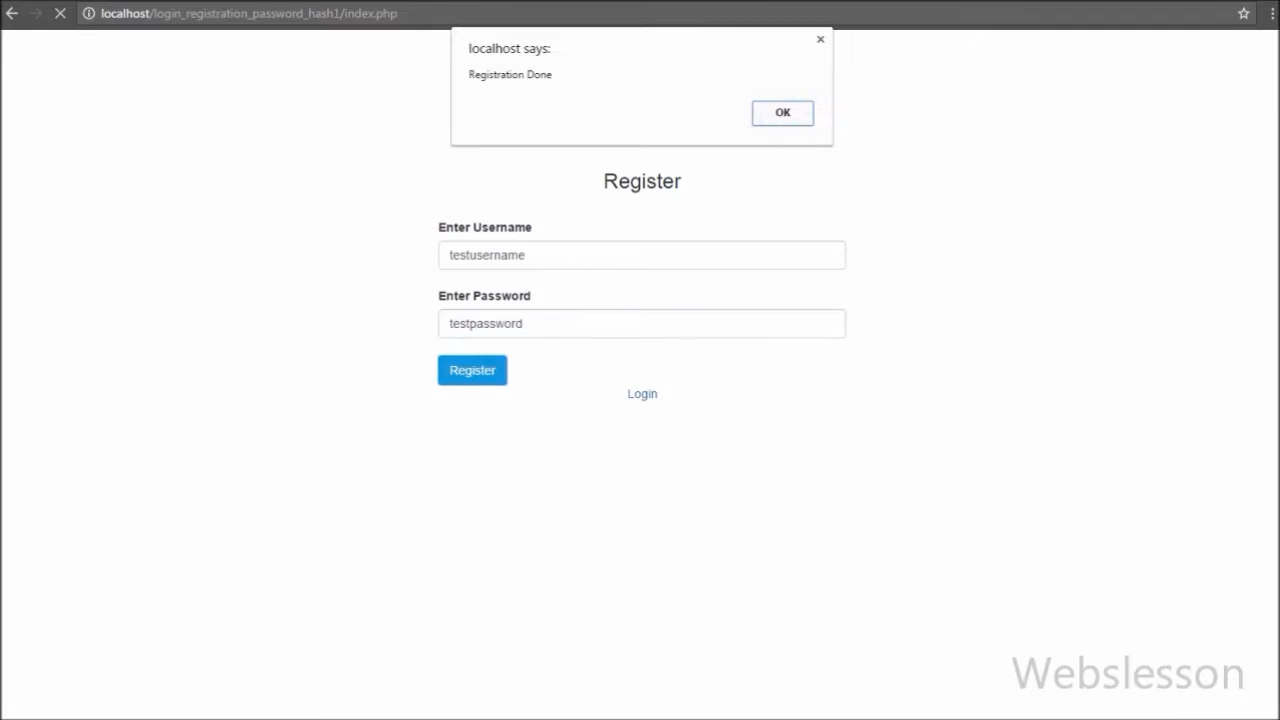 localhost/login_registration_password_hash1/index.php
localhost says:
Registration Done
OK
Register
Enter Username
testusername
Enter Password
testpassword
Register
Login
Webslesson